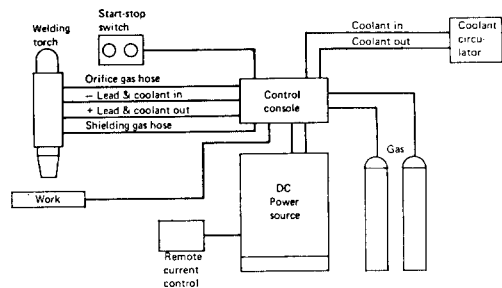 Welding
torch
Start-stop
switch
Coolant in
Coolant out
Coolant
circu-
lator
Orifice gas hose
– Lead & coolant in
+ Lead & coolant out
Shielding gas hose
Control
console
Gas
Work
DC
Power
source
Remote
current
control